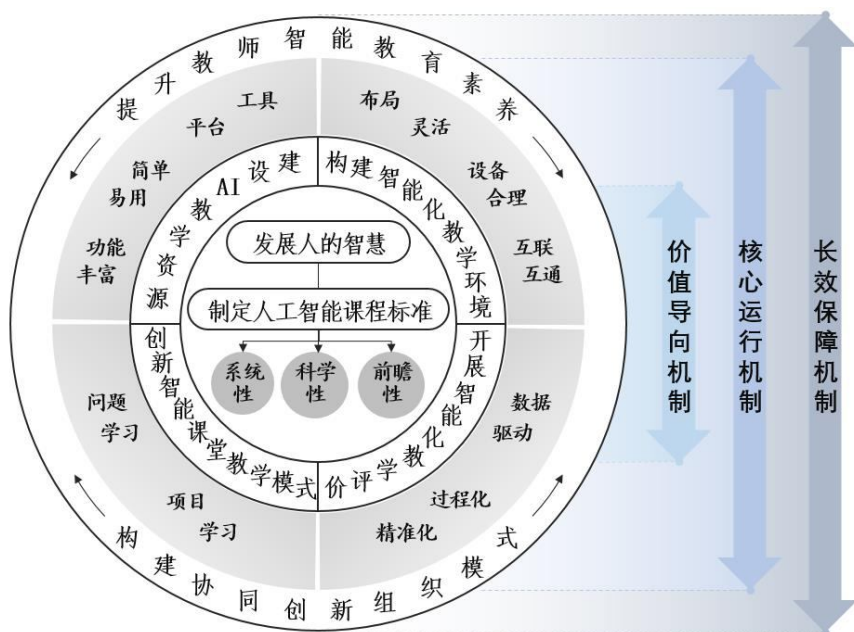 提升教师智能教育素养
工具
平台
简单
易用
功能
丰富
布局
灵活
设备
合理
互联
互通
建设AI教学资源
构建智能化教学环境
发展人的智慧
制定人工智能课程标准
系统
性
科学
性
前瞻
性
创新智能课堂教学模式
开展智能化教学评价
问题
学习
项目
学习
数据
驱动
过程化
精准化
构建协同创新组织模式
价值导向机制
核心运行机制
长效保障机制